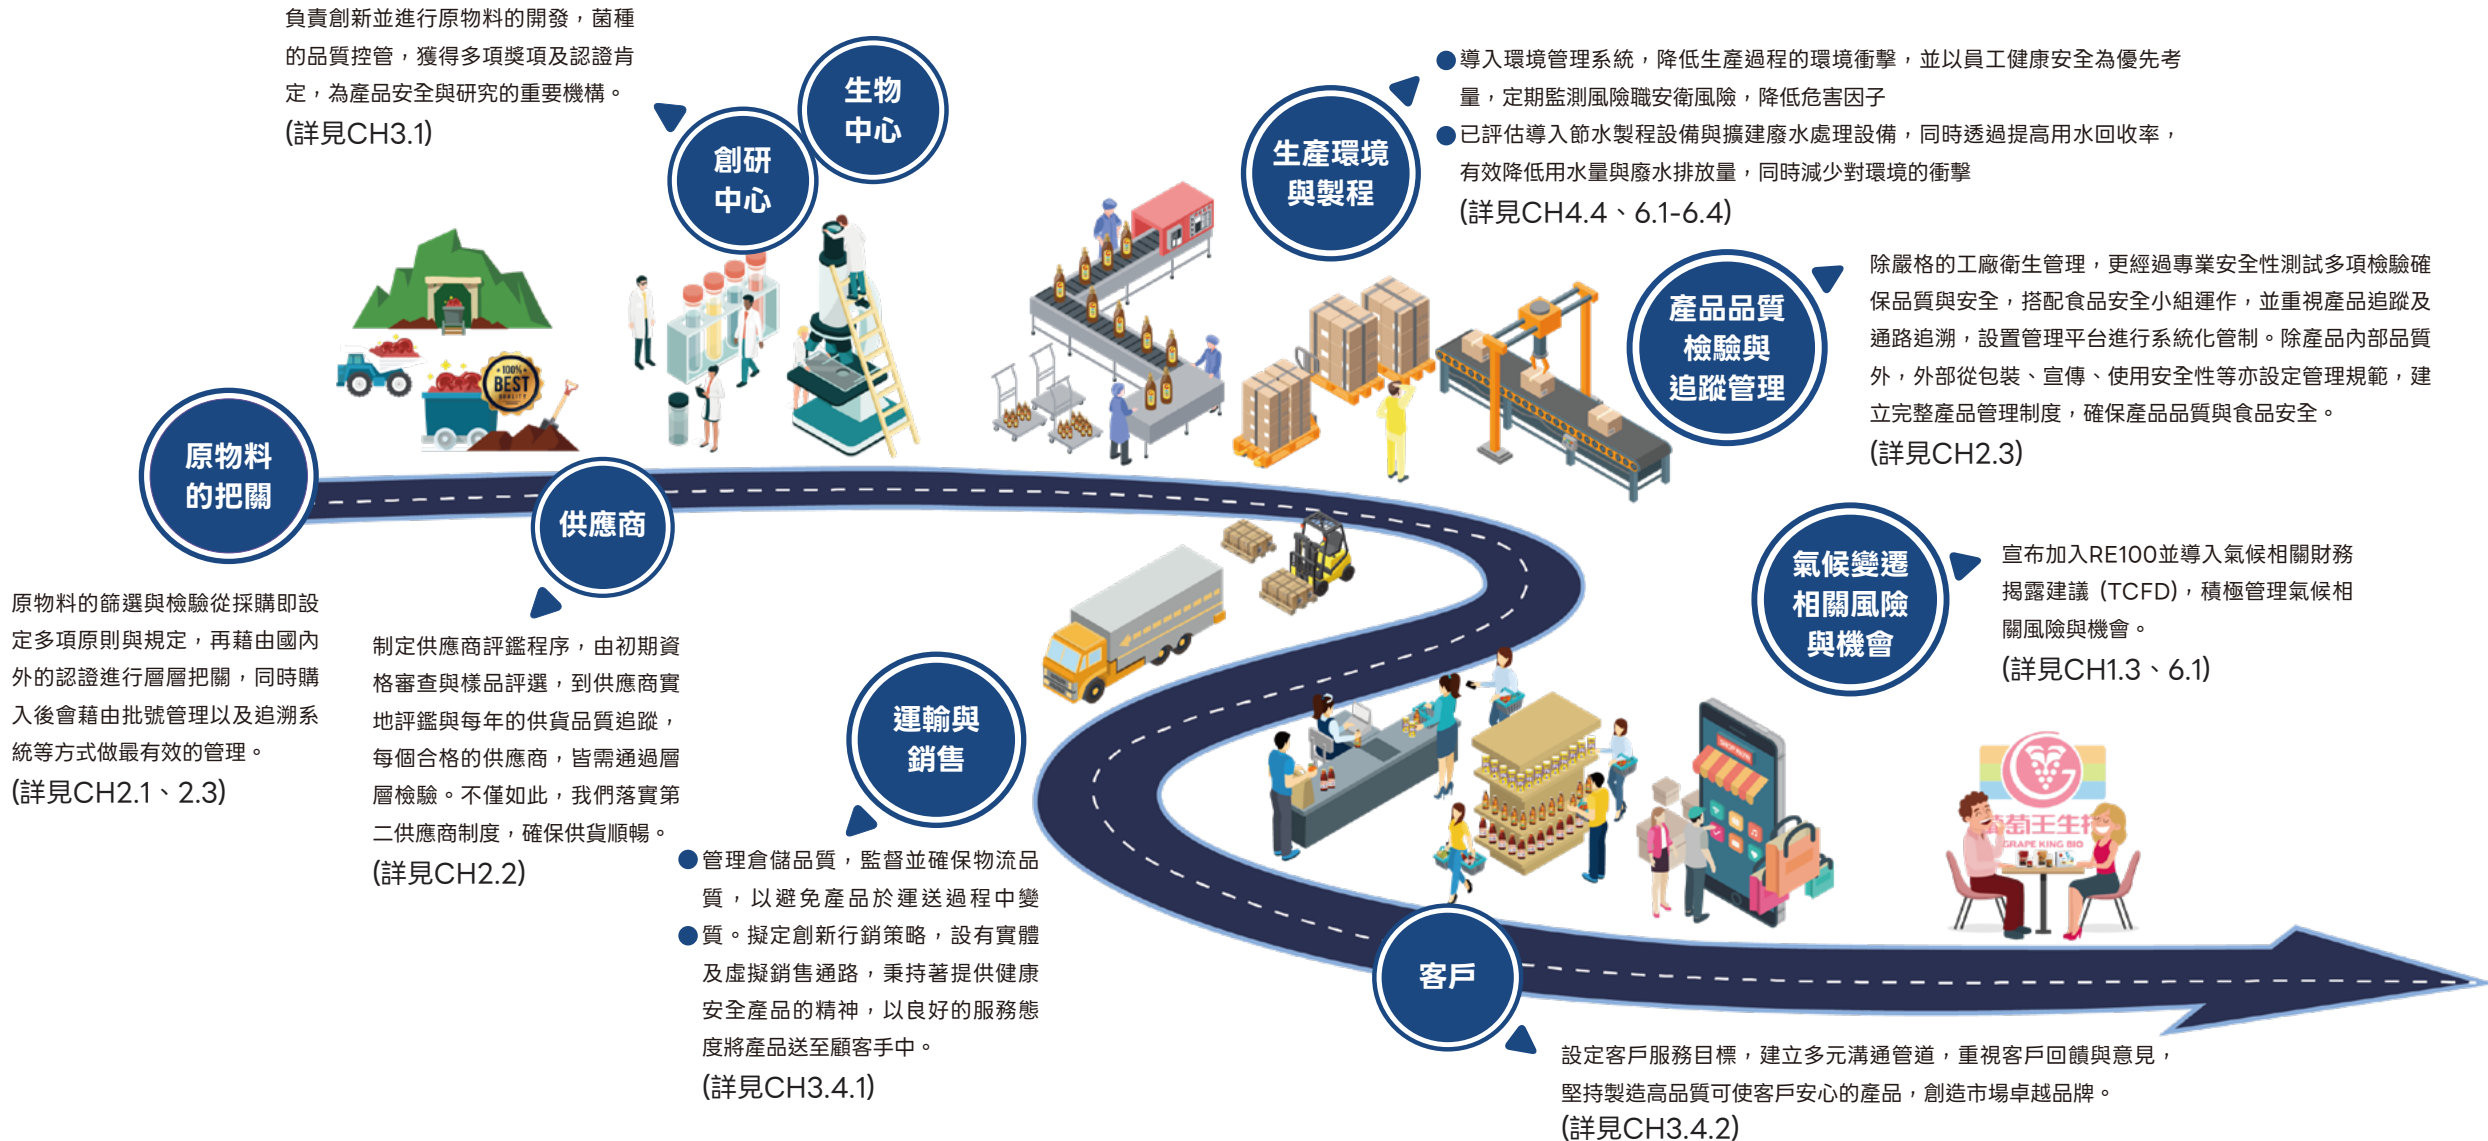 負責創新並進行原物料的開發，菌種
的品質控管，獲得多項獎項及認證肯
定，為產品安全與研究的重要機構。
(詳見CH3.1)
生物
中心
創研
中心
生產環境
與製程
●導入環境管理系統，降低生產過程的環境衝擊，並以員工健康安全為優先考
量，定期監測風險職安衛風險，降低危害因子
●已評估導入節水製程設備與擴建廢水處理設備，同時透過提高用水回收率，
有效降低用水量與廢水排放量，同時減少對環境的衝擊
(詳見CH4.4、6.1-6.4)
產品品質
檢驗與
追蹤管理
除嚴格的工廠衛生管理，更經過專業安全性測試多項檢驗確
保品質與安全，搭配食品安全小組運作，並重視產品追蹤及
通路追溯，設置管理平台進行系統化管制。除產品內部品質
外，外部從包裝、宣傳、使用安全性等亦設定管理規範，建
立完整產品管理制度，確保產品品質與食品安全。
(詳見CH2.3)
100%
BEST
QUALITY
原物料
的把關
原物料的篩選與檢驗從採購即設
定多項原則與規定，再藉由國內
外的認證進行層層把關，同時購
入後會藉由批號管理以及追溯系
統等方式做最有效的管理。
(詳見CH2.1、2.3)
供應商
制定供應商評鑑程序，由初期資
格審查與樣品評選，到供應商實
地評鑑與每年的供貨品質追蹤，
每個合格的供應商，皆需通過層
層檢驗。不僅如此，我們落實第
二供應商制度，確保供貨順暢。
(詳見CH2.2)
運輸與
銷售
●管理倉儲品質，監督並確保物流品
質，以避免產品於運送過程中變
●質。擬定創新行銷策略，設有實體
及虛擬銷售通路，秉持著提供健康
安全產品的精神，以良好的服務態
度將產品送至顧客手中。
(詳見CH3.4.1)
氣候變遷
相關風險
與機會
宣布加入RE100並導入氣候相關財務
揭露建議 (TCFD)，積極管理氣候相
關風險與機會。
(詳見CH1.3、6.1)
萄王生技
GRAPE KING BIO
客戶
設定客戶服務目標，建立多元溝通管道，重視客戶回饋與意見，
堅持製造高品質可使客戶安心的產品，創造市場卓越品牌。
(詳見CH3.4.2)